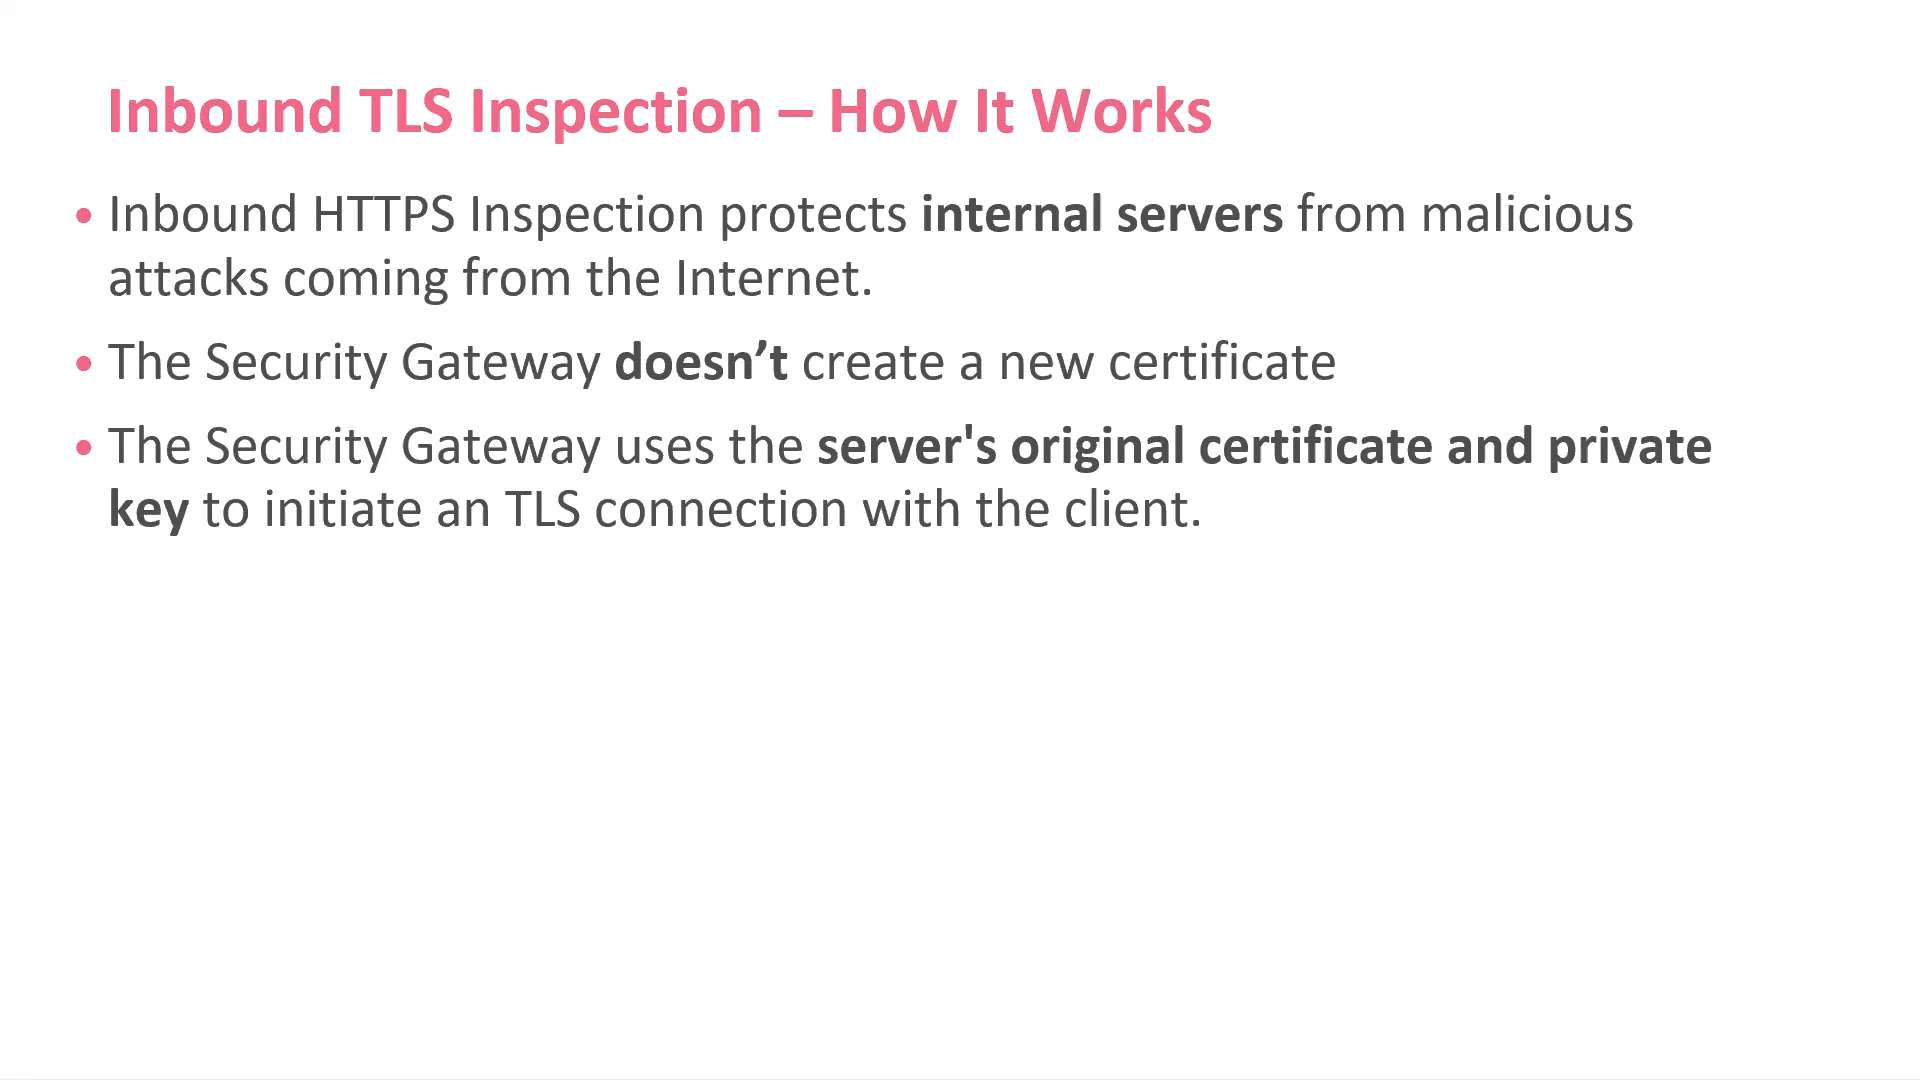 Inbound TLS Inspection – How It Works
• Inbound HTTPS Inspection protects internal servers from malicious
attacks coming from the Internet.
• The Security Gateway doesn’t create a new certificate
• The Security Gateway uses the server's original certificate and private
key to initiate an TLS connection with the client.